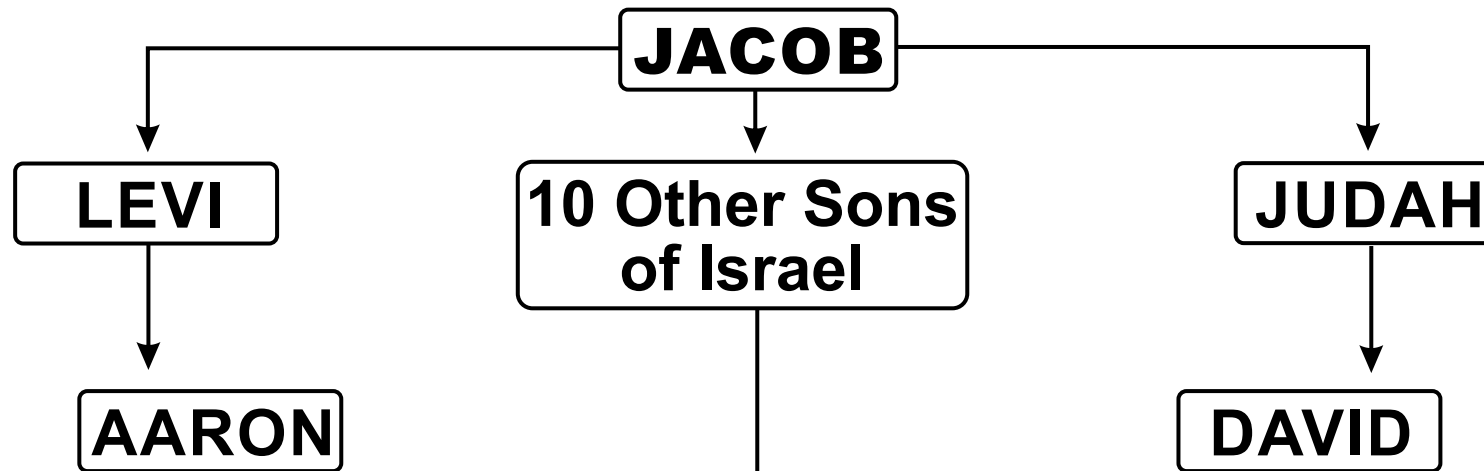 JACOB
LEVI
10 Other Sons
of Israel
JUDAH
AARON
DAVID